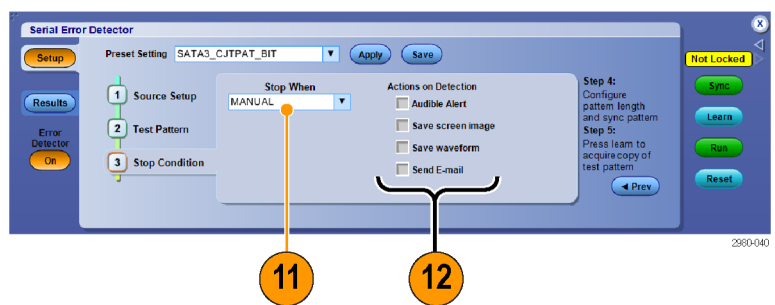 Serial Error Detector
X
Setup
Preset Setting SATA3_CJTPAT_BIT Apply Save
Not Locked
Results
Error
Detector
On
1 Source Setup
2 Test Pattern
3 Stop Condition
Stop When
MANUAL
Actions on Detection
Audible Alert
Save screen image
Save waveform
Send E-mail
Step 4:
Configure
pattern length
and sync pattern
Step 5:
Press learn to
acquire copy of
test pattern
Prev
Sync
Learn
Run
Reset
2980-040
11
12